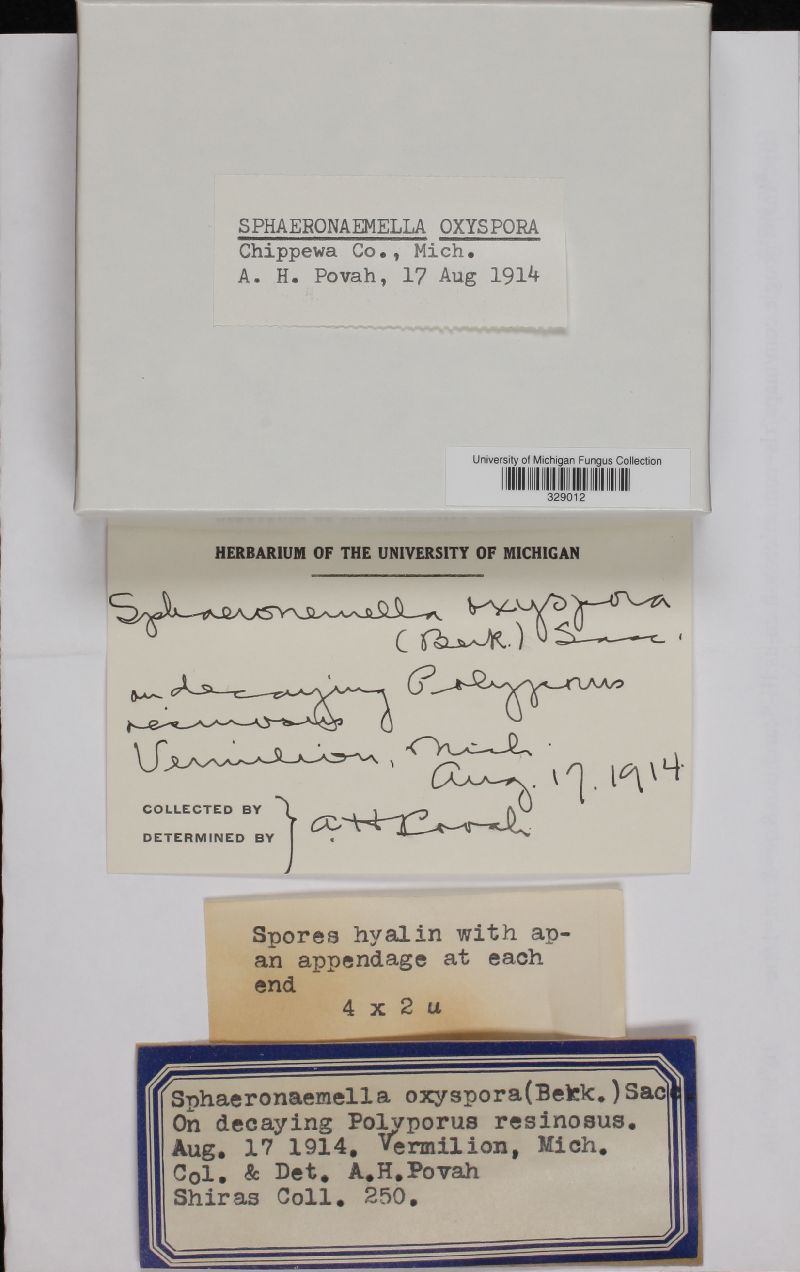 SPHAERONAEMELLA OXYSPORA
Chippewa Co., Mich.
A. H. Povah, 17 Aug 1914
University of Michigan Fungus Collection
329012
HERBARIUM OF THE UNIVERSITY OF MICHIGAN
Sphaeronemella oxyspora
(Berk.) Sacc.
on decaying Polyporus
resinosus
Vermilion, Mich.
Aug. 17. 1914
COLLECTED BY
DETERMINED BY } A H Povah
Spores hyalin with ap-
an appendage at each
end
4 x 2 u
Sphaeronaemella oxyspora(Berk.)Sacc.
On decaying Polyporus resinosus.
Aug. 17 1914. Vermilion, Mich.
Col. & Det. A.H.Povah
Shiras Coll. 250.